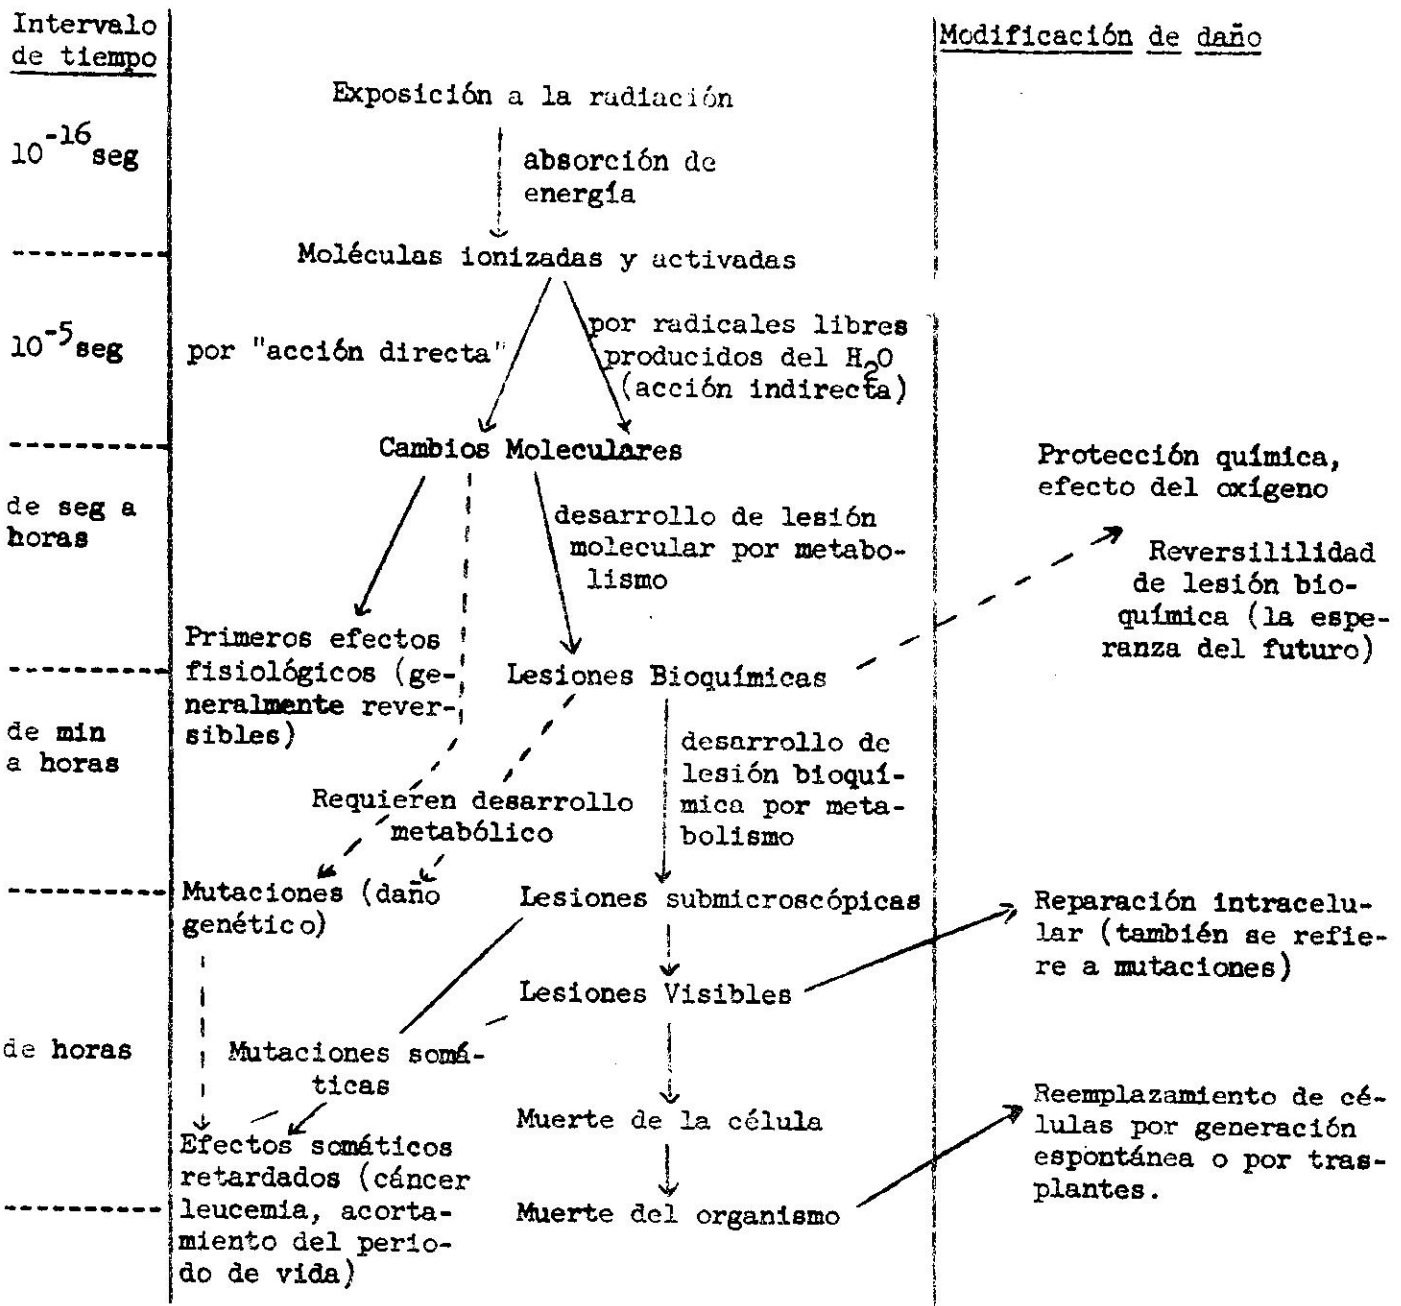 Intervalo
de tiempo
Modificación de daño
Exposición a la radiación
10^-16 seg
absorción de
energía
Moléculas ionizadas y activadas
10^-5 seg
por "acción directa"
por radicales libres
producidos del H2O
(acción indirecta)
Cambios Moleculares
de seg a
horas
desarrollo de lesión
molecular por metabo-
lismo
Protección química,
efecto del oxígeno
Reversililidad
de lesión bio-
química (la espe-
ranza del futuro)
Primeros efectos
fisiológicos (ge-
neralmente rever-
sibles)
Lesiones Bioquímicas
de min
a horas
desarrollo de
lesión bioquí-
mica por meta-
bolismo
Requieren desarrollo
metabólico
Mutaciones (daño
genético)
Lesiones submicroscópicas
Reparación intracelu-
lar (también se refie-
re a mutaciones)
Lesiones Visibles
de horas
Mutaciones somá-
ticas
Muerte de la célula
Reemplazamiento de cé-
lulas por generación
espontánea o por tras-
plantes.
Efectos somáticos
retardados (cáncer
leucemia, acorta-
miento del perio-
do de vida)
Muerte del organismo